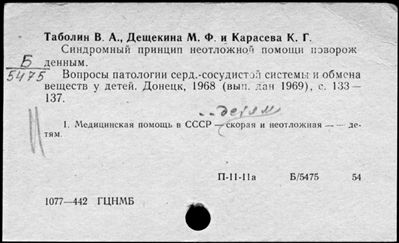 Таболин В. А., Дещекина М. Ф. и Карасева К. Г.
Синдромный принцип неотложной помощи новорож
денным.
Б
5475
Вопросы патологии серд.-сосудистой системы и обмена
веществ у детей. Донецк, 1968 (вып. дан 1969), с. 133—
137.
..детям
1. Медицинская помощь в СССР — скорая и неотложная — — де-
тям.
П-11-11а Б/5475 54
1077—442 ГЦНМБ